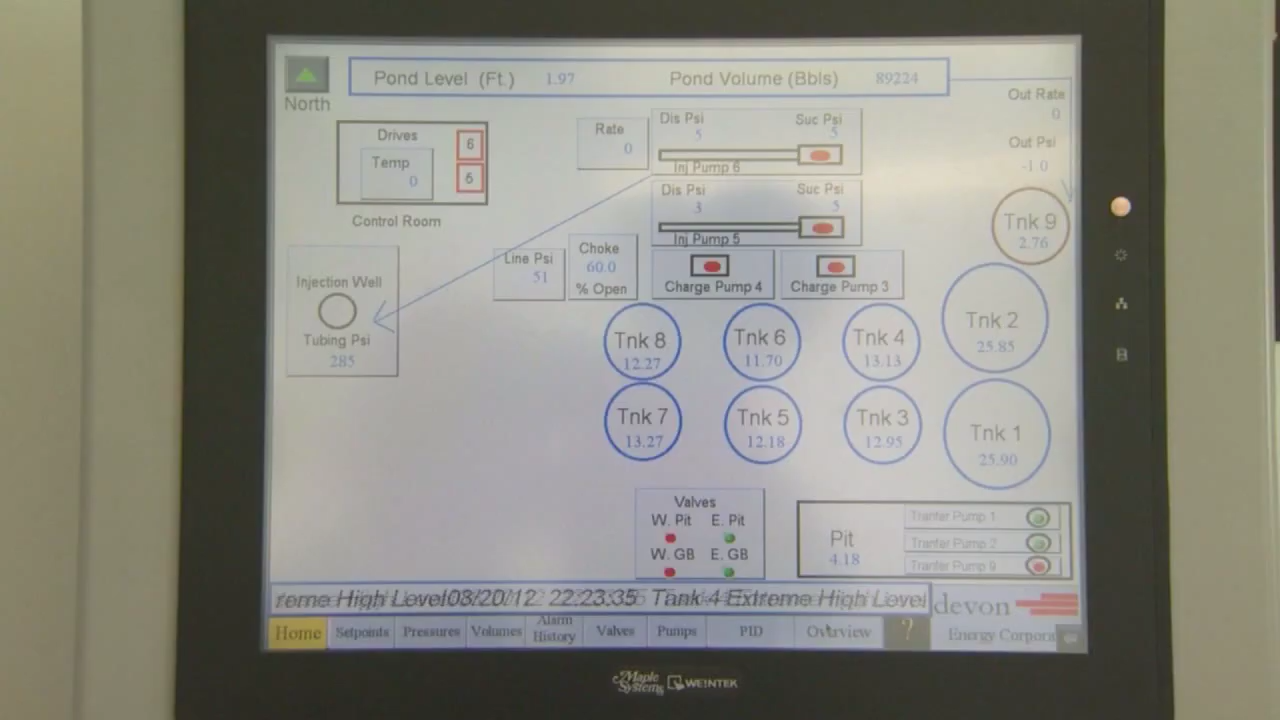 Pond Level (Ft.) 1.97 Pond Volume (Bbls) 89224
North
Out Rate
0
Out Psi
-1.0
Drives
Temp
0
6
6
Control Room
Rate
0
Dis Psi Suc Psi
5 5
Inj Pump 6
Dis Psi Suc Psi
3 5
Inj Pump 5
Tnk 9
2.76
Injection Well
Tubing Psi
285
Line Psi
51
Choke
60.0
% Open
Charge Pump 4
Charge Pump 3
Tnk 2
25.85
Tnk 8
12.27
Tnk 6
11.70
Tnk 4
13.13
Tnk 7
13.27
Tnk 5
12.18
Tnk 3
12.95
Tnk 1
25.90
Valves
W. Pit E. Pit
W. GB E. GB
Pit
4.18
Tranfer Pump 1
Tranfer Pump 2
Tranfer Pump 9
reme High Level 08/20/12 22:23:35 Tank 4 Extreme High Level
devon
Energy Corpora
Home Setpoints Pressures Volumes Alarm History Valves Pumps PID Overview ?
Maple Systems WEINTEK